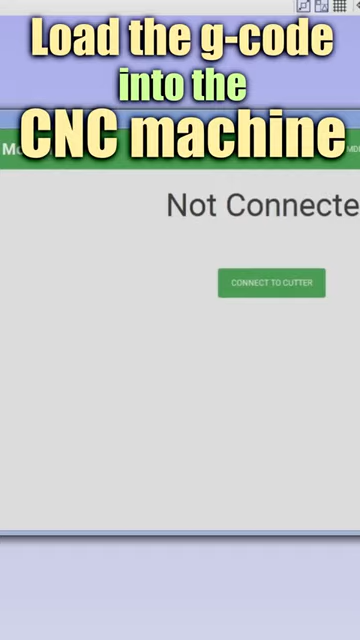 Load the g-code
into the
CNC machine
Not Connecte
CONNECT TO CUTTER